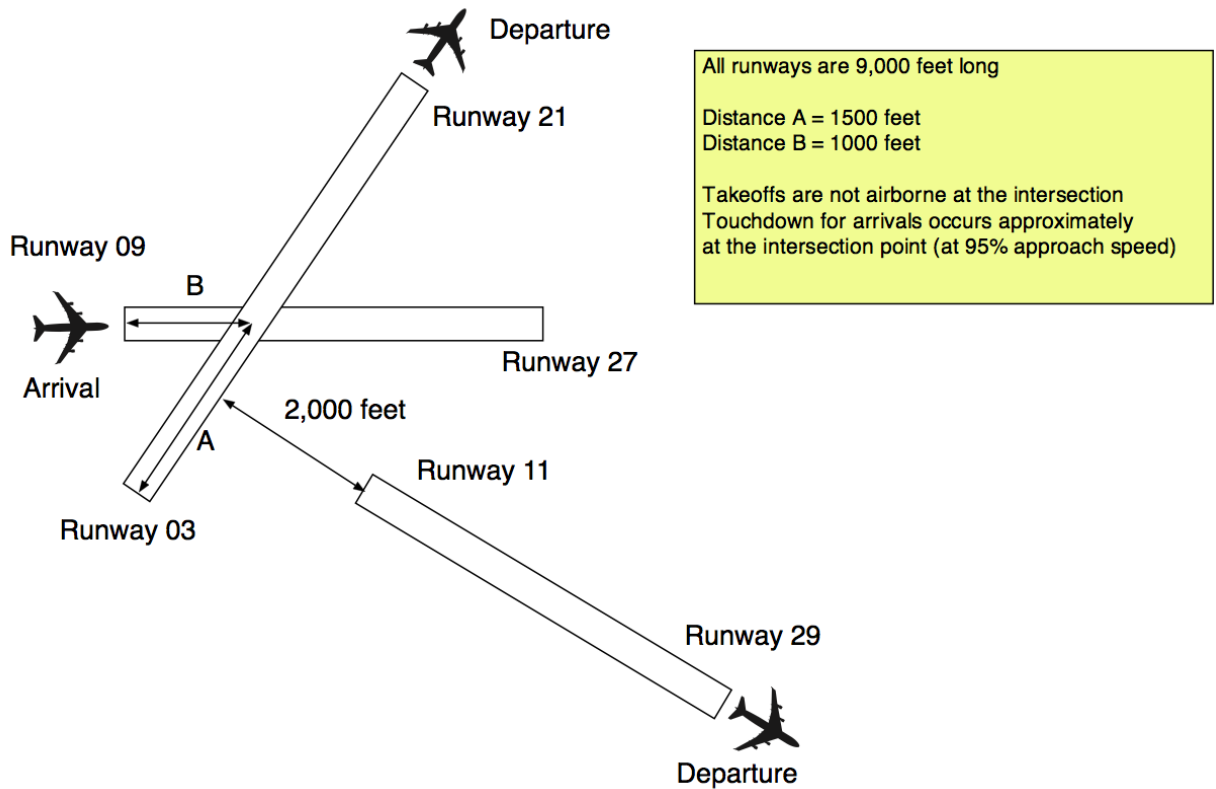 Departure
All runways are 9,000 feet long
Runway 21
Distance A = 1500 feet
Distance B = 1000 feet
Takeoffs are not airborne at the intersection
Touchdown for arrivals occurs approximately
at the intersection point (at 95% approach speed)
Runway 09
B
Runway 27
Arrival
2,000 feet
A
Runway 11
Runway 03
Runway 29
Departure